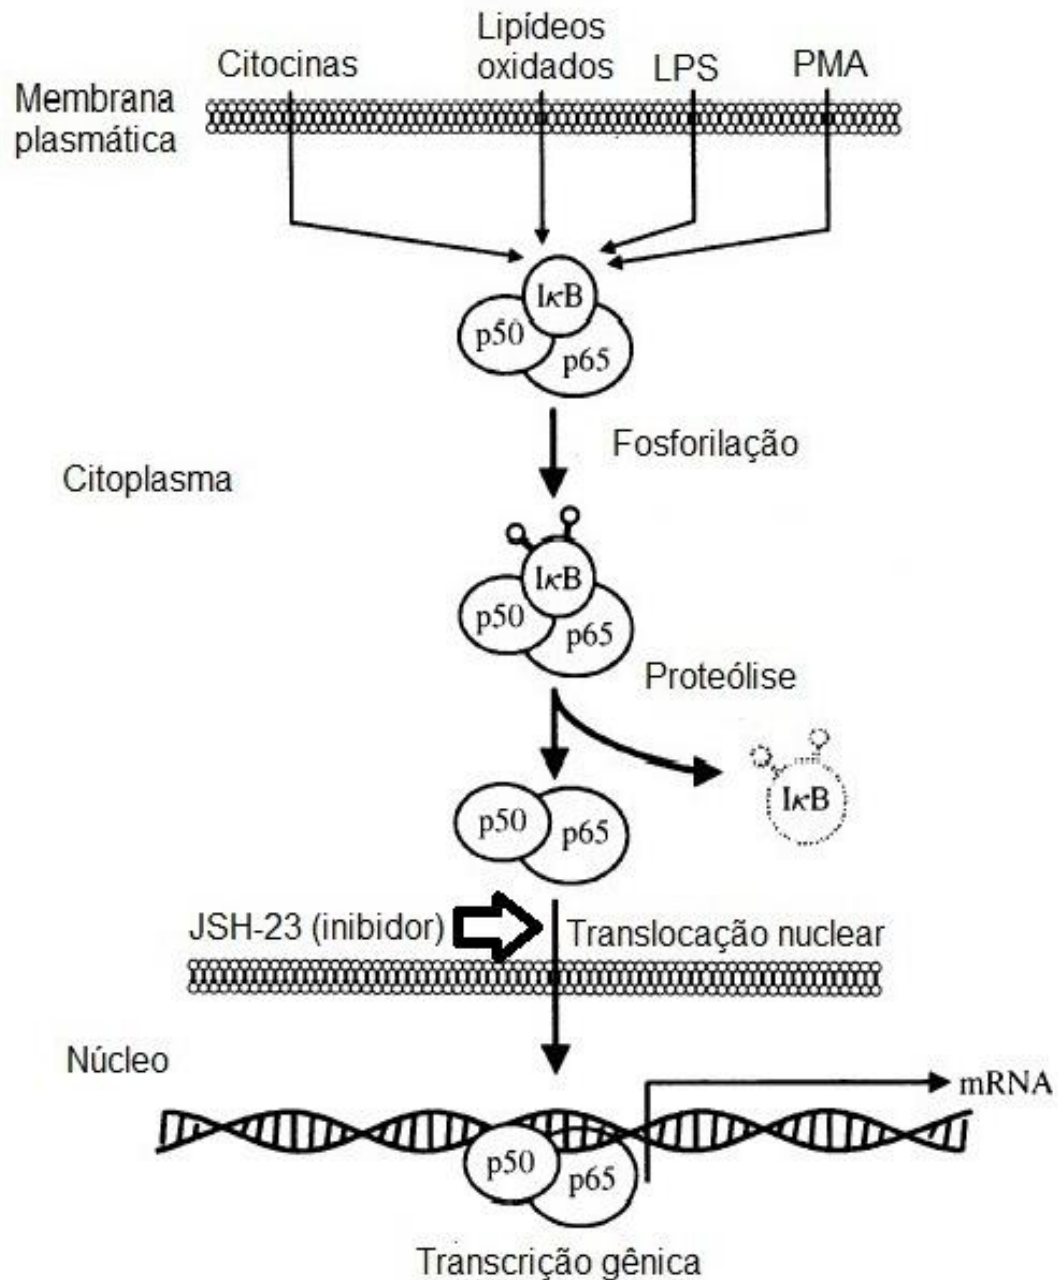 Citocinas
Lipídeos
oxidados
LPS
PMA
Membrana
plasmática
IκB
p50
p65
Fosforilação
Citoplasma
IκB
p50
p65
Proteólise
IκB
p50
p65
JSH-23 (inibidor)
Translocação nuclear
Núcleo
mRNA
p50
p65
Transcrição gênica